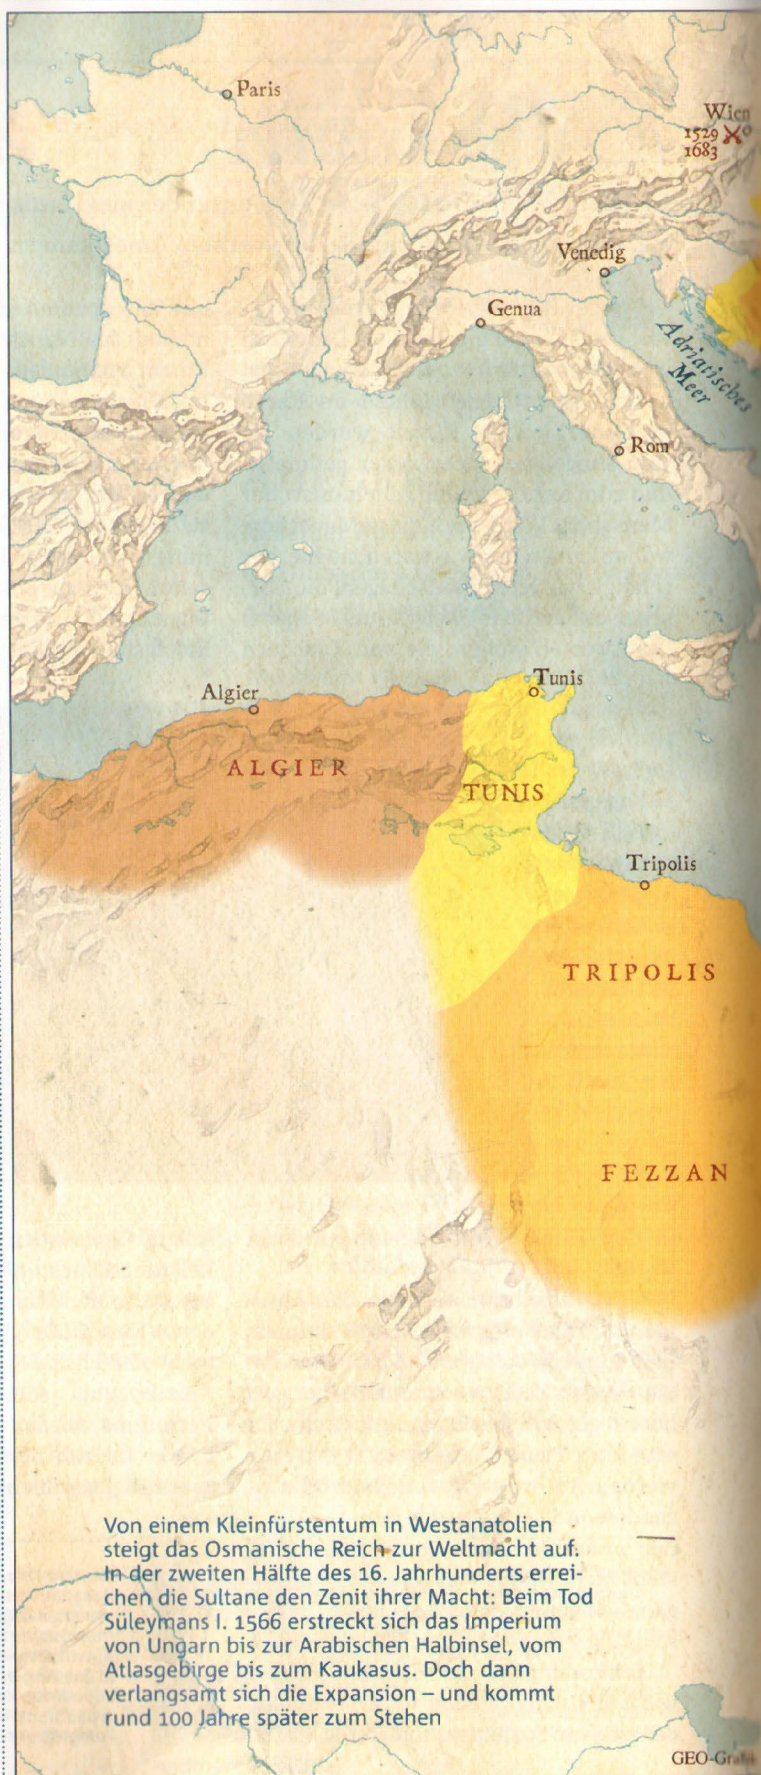 Paris
Wien
1529
1683
Venedig
Genua
Adriatisches
Meer
Rom
Algier
Tunis
ALGIER
TUNIS
Tripolis
TRIPOLIS
FEZZAN
Von einem Kleinfürstentum in Westanatolien
steigt das Osmanische Reich zur Weltmacht auf.
In der zweiten Hälfte des 16. Jahrhunderts errei-
chen die Sultane den Zenit ihrer Macht: Beim Tod
Süleymans I. 1566 erstreckt sich das Imperium
von Ungarn bis zur Arabischen Halbinsel, vom
Atlasgebirge bis zum Kaukasus. Doch dann
verlangsamt sich die Expansion – und kommt
rund 100 Jahre später zum Stehen